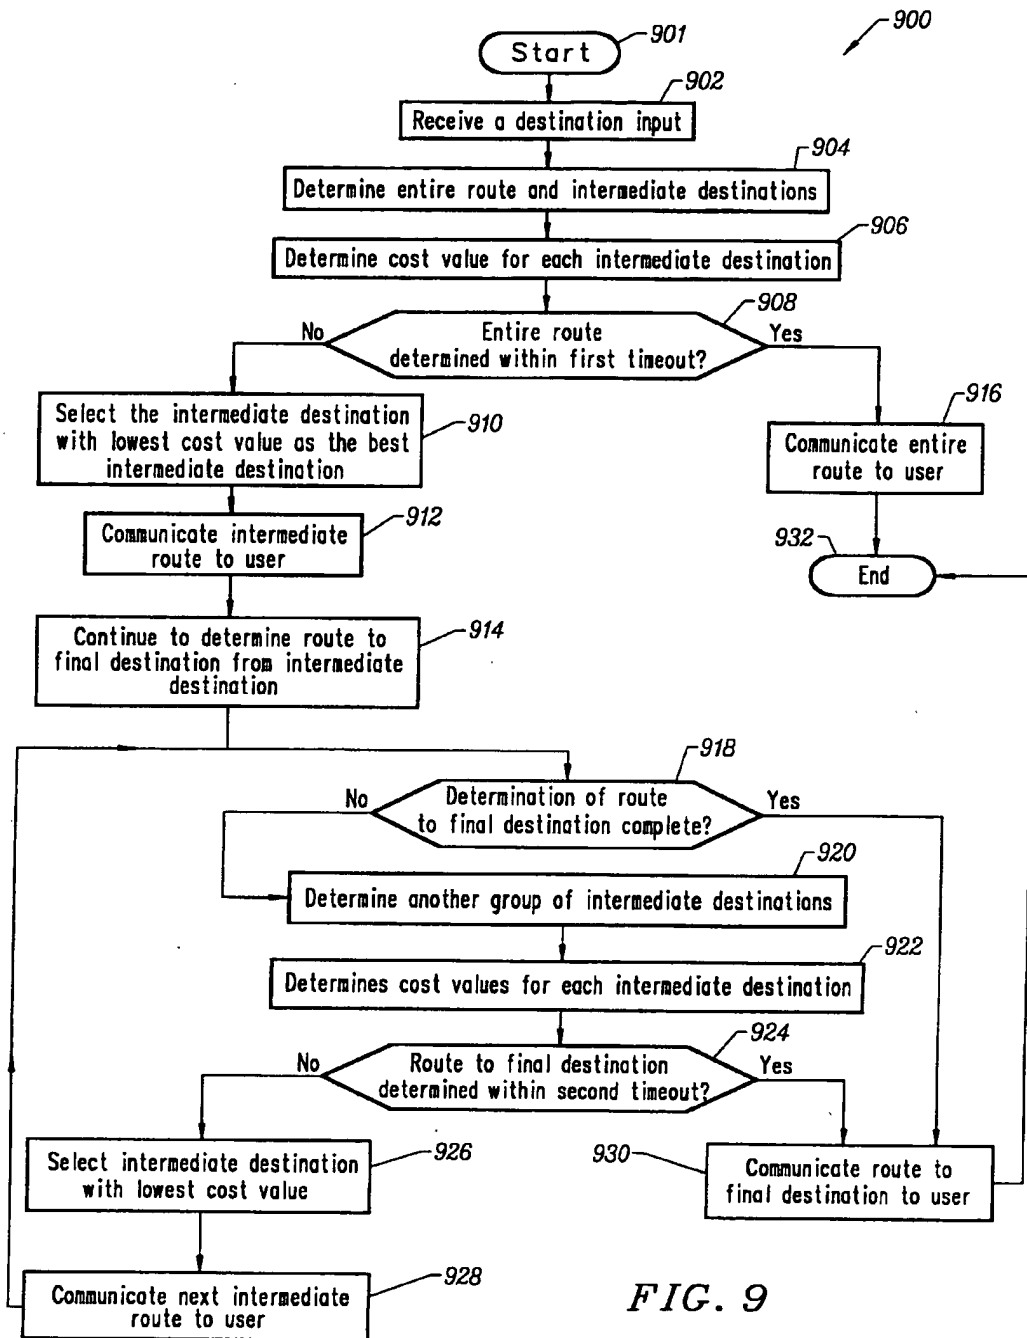 900
Start
901
902
Receive a destination input
904
Determine entire route and intermediate destinations
906
Determine cost value for each intermediate destination
908
No
Entire route
determined within first timeout?
Yes
Select the intermediate destination
with lowest cost value as the best
intermediate destination
910
916
Communicate entire
route to user
Communicate intermediate
route to user
912
932
End
Continue to determine route to
final destination from intermediate
destination
914
918
No
Determination of route
to final destination complete?
Yes
920
Determine another group of intermediate destinations
922
Determines cost values for each intermediate destination
924
No
Route to final destination
determined within second timeout?
Yes
Select intermediate destination
with lowest cost value
926
930
Communicate route to
final destination to user
Communicate next intermediate
route to user
928
FIG. 9